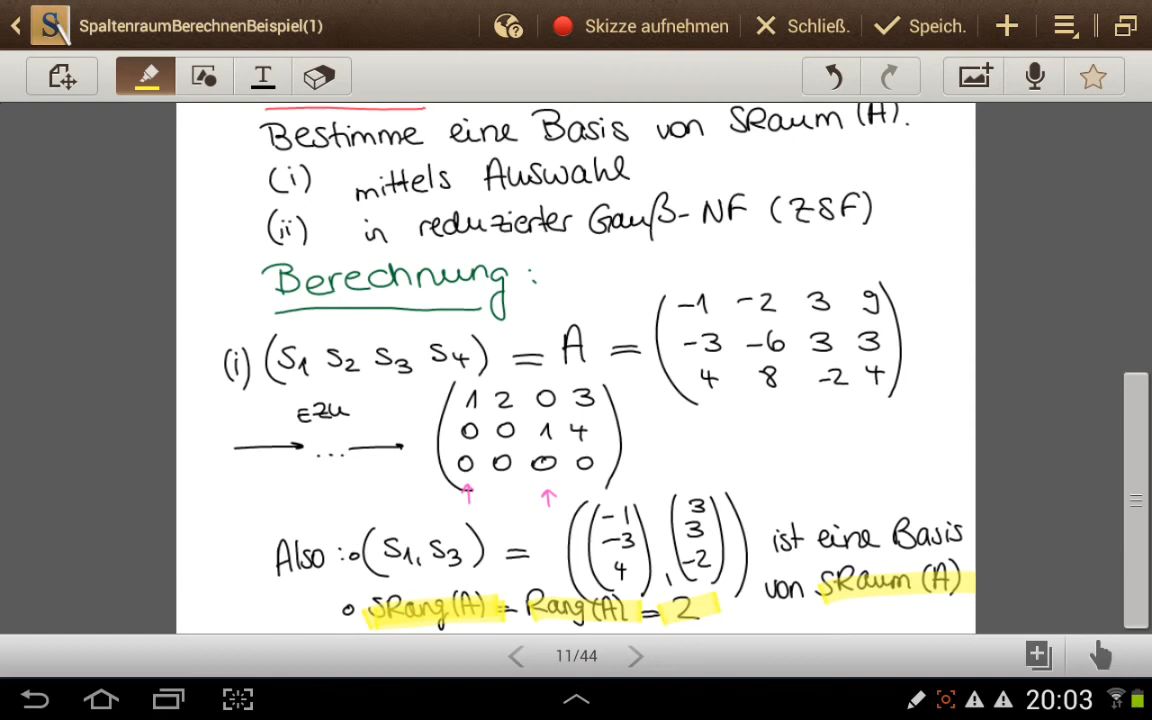 SpaltenraumBerechnenBeispiel(1) Skizze aufnehmen Schließ. Speich.
Bestimme eine Basis von SRaum (A).
(i) mittels Auswahl
(ii) in reduzierter Gauß-NF (ZSF)
Berechnung:
(i) (S1 S2 S3 S4) = A = (-1 -2 3 9
-3 -6 3 3
4 8 -2 4)
EZU → ... → (1 2 0 3
0 0 1 4
0 0 0 0)
↑ ↑
Also: o (S1, S3) = ((-1 -3 4), (3 3 -2)) ist eine Basis
von SRaum (A)
o SRang(A) = Rang(A) = 2
11/44
20:03